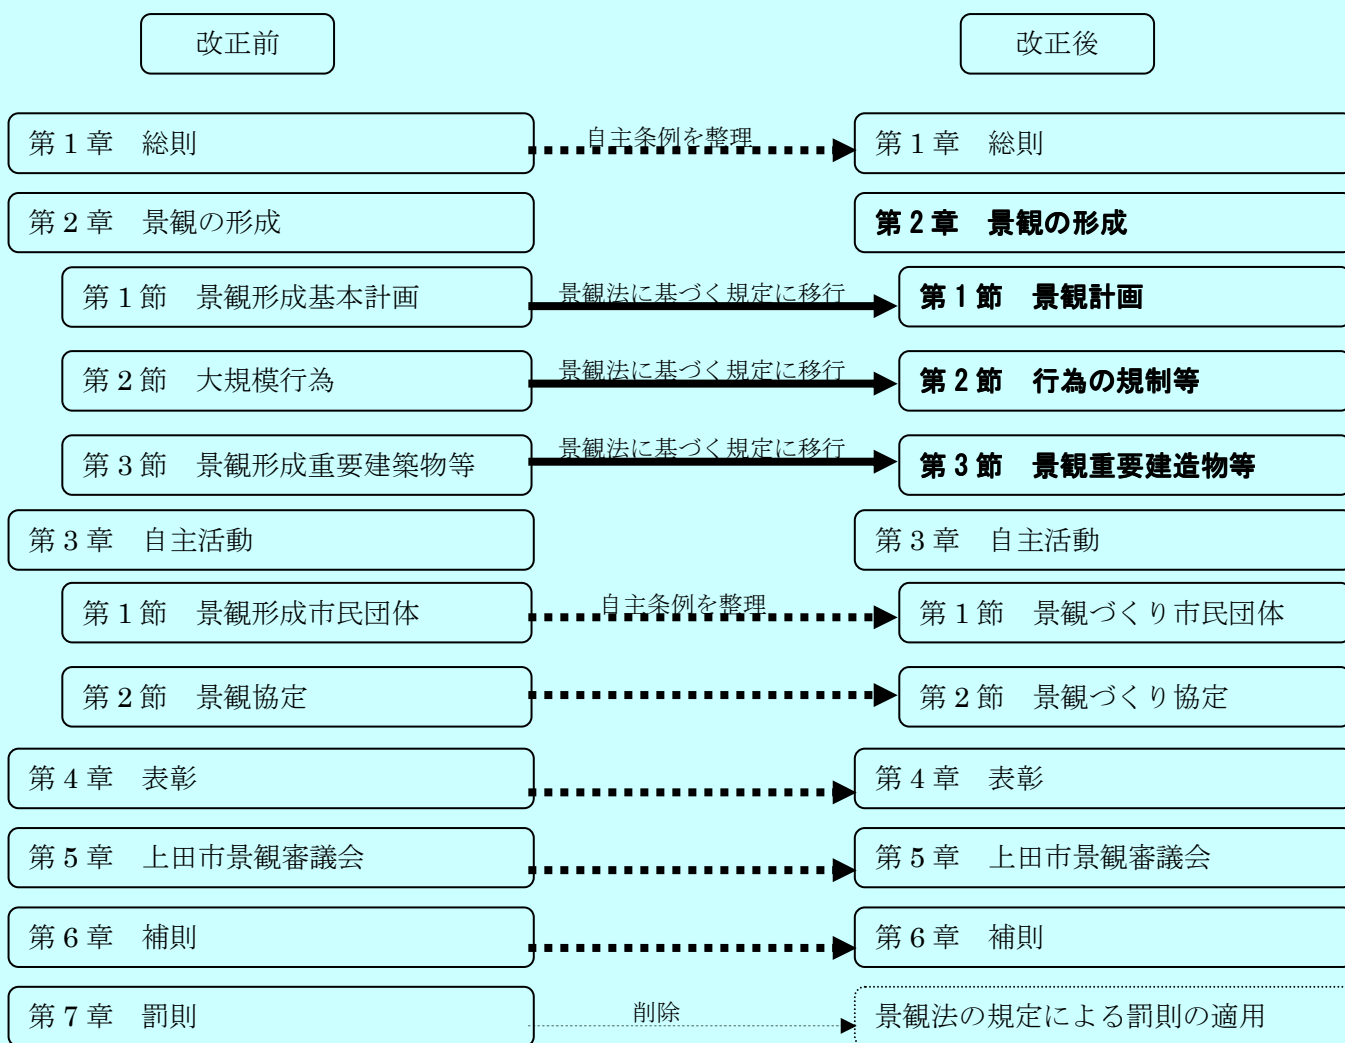 改正前
改正後
第1章　総則
自主条例を整理
第1章　総則
第2章　景観の形成
第2章　景観の形成
第1節　景観形成基本計画
景観法に基づく規定に移行
第1節　景観計画
第2節　大規模行為
景観法に基づく規定に移行
第2節　行為の規制等
第3節　景観形成重要建築物等
景観法に基づく規定に移行
第3節　景観重要建造物等
第3章　自主活動
第3章　自主活動
第1節　景観形成市民団体
自主条例を整理
第1節　景観づくり市民団体
第2節　景観協定
第2節　景観づくり協定
第4章　表彰
第4章　表彰
第5章　上田市景観審議会
第5章　上田市景観審議会
第6章　補則
第6章　補則
第7章　罰則
削除
景観法の規定による罰則の適用